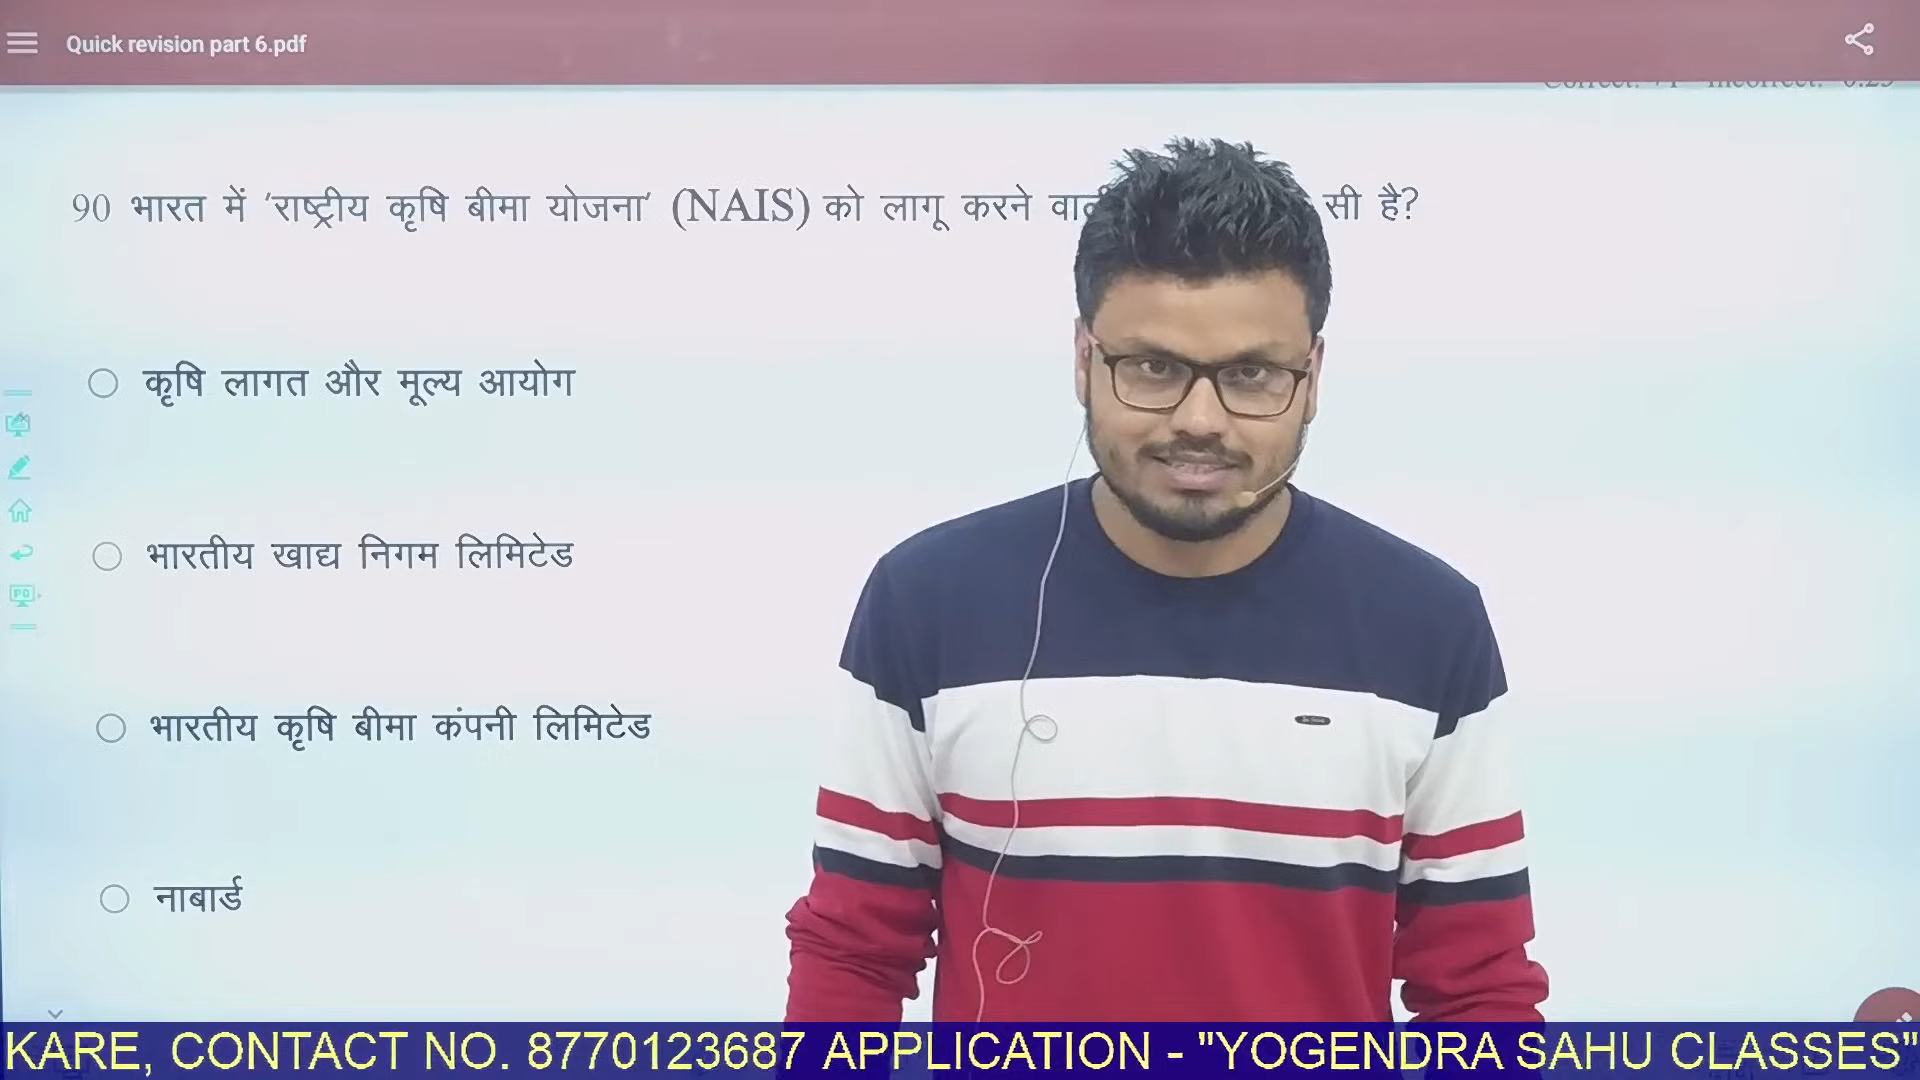 Quick revision part 6.pdf
90 भारत में 'राष्ट्रीय कृषि बीमा योजना' (NAIS) को लागू करने सी है?
कृषि लागत और मूल्य आयोग
भारतीय खाद्य निगम लिमिटेड
भारतीय कृषि बीमा कंपनी लिमिटेड
नाबार्ड
KARE, CONTACT NO. 8770123687 APPLICATION - "YOGENDRA SAHU CLASSES"